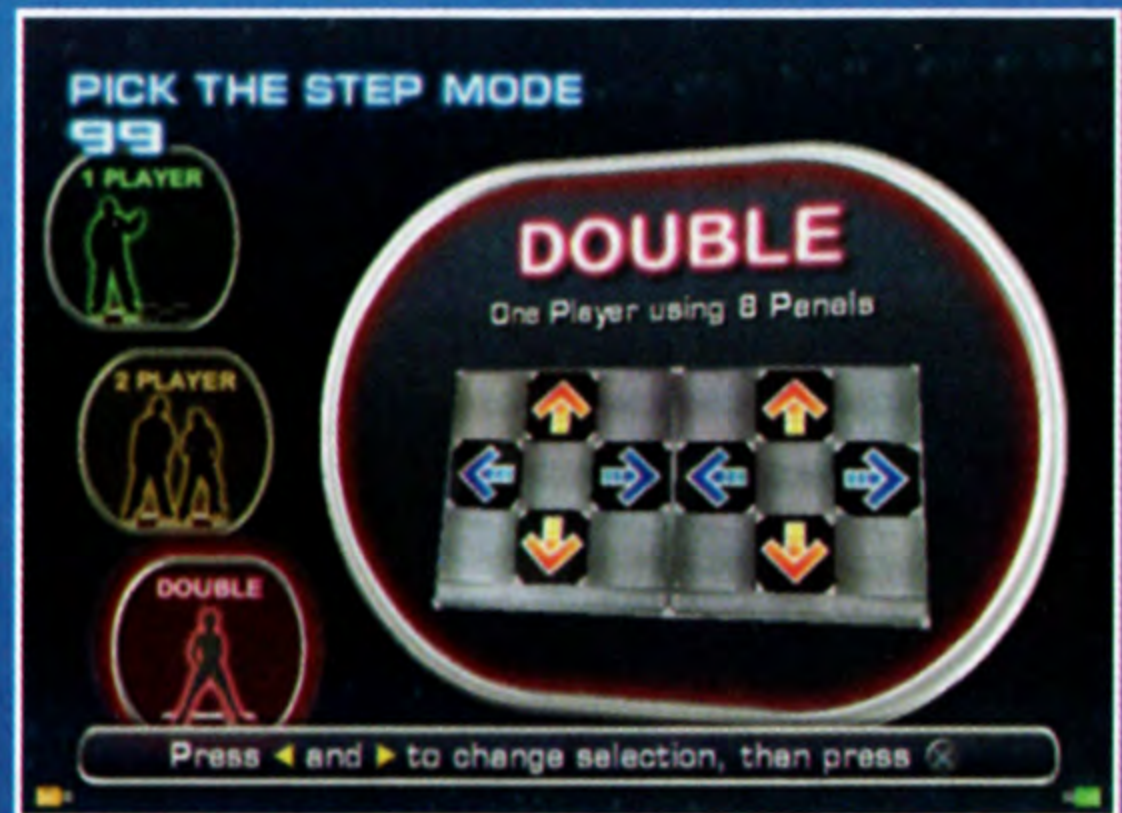 PICK THE STEP MODE
99
1 PLAYER
2 PLAYER
DOUBLE
DOUBLE
One Player using 8 Panels
Press ◀ and ▶ to change selection, then press ⓧ